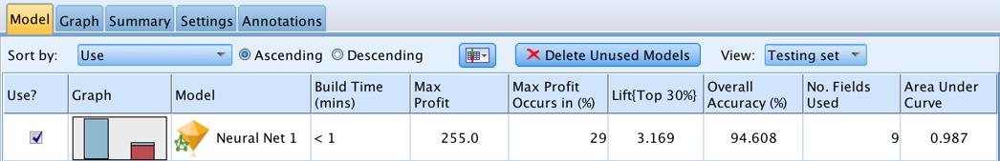 Model Graph Summary Settings Annotations
Sort by: Use Ascending Descending Delete Unused Models View: Testing set
Use? Graph Model Build Time (mins) Max Profit Max Profit Occurs in (%) Lift{Top 30%} Overall Accuracy (%) No. Fields Used Area Under Curve
Neural Net 1 < 1 255.0 29 3.169 94.608 9 0.987